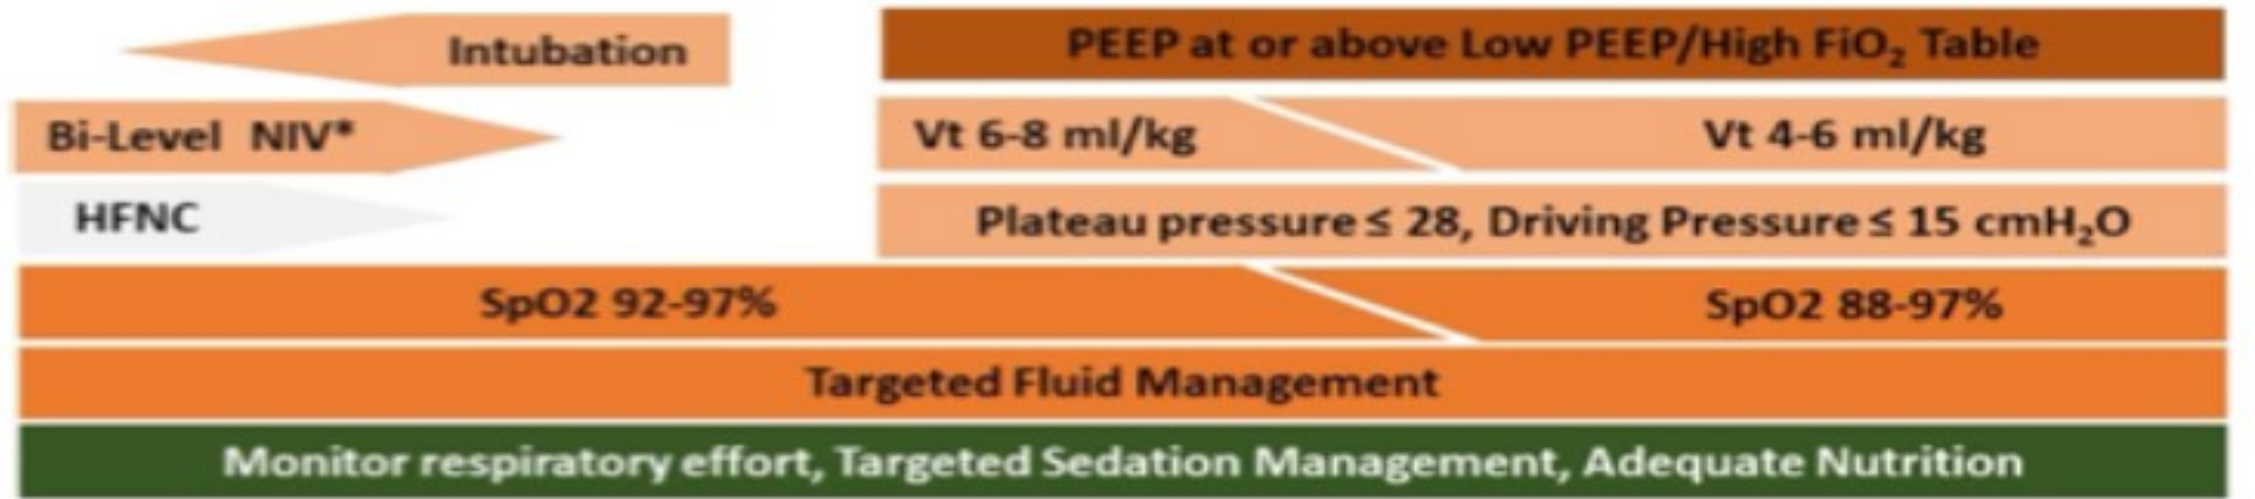 Intubation
PEEP at or above Low PEEP/High FiO₂ Table
Bi-Level NIV*
Vt 6-8 ml/kg
Vt 4-6 ml/kg
HFNC
Plateau pressure ≤ 28, Driving Pressure ≤ 15 cmH₂O
SpO2 92-97%
SpO2 88-97%
Targeted Fluid Management
Monitor respiratory effort, Targeted Sedation Management, Adequate Nutrition